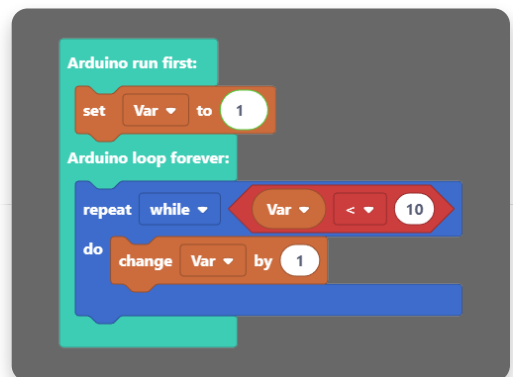 Arduino run first:
set Var to 1
Arduino loop forever:
repeat while Var < 10
do
change Var by 1